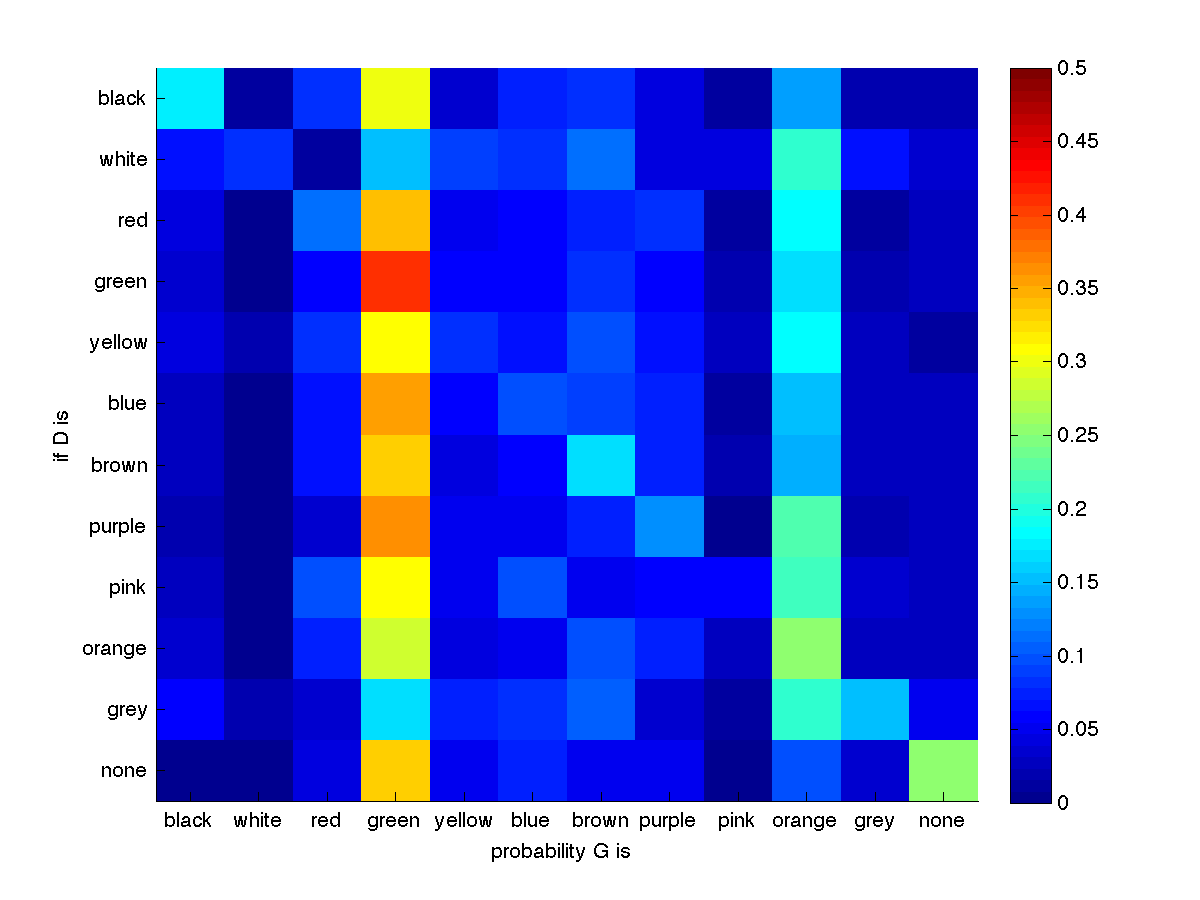 black
white
red
green
yellow
blue
brown
purple
pink
orange
grey
none
if D is
black white red green yellow blue brown purple pink orange grey none
probability G is
0.5
0.45
0.4
0.35
0.3
0.25
0.2
0.15
0.1
0.05
0